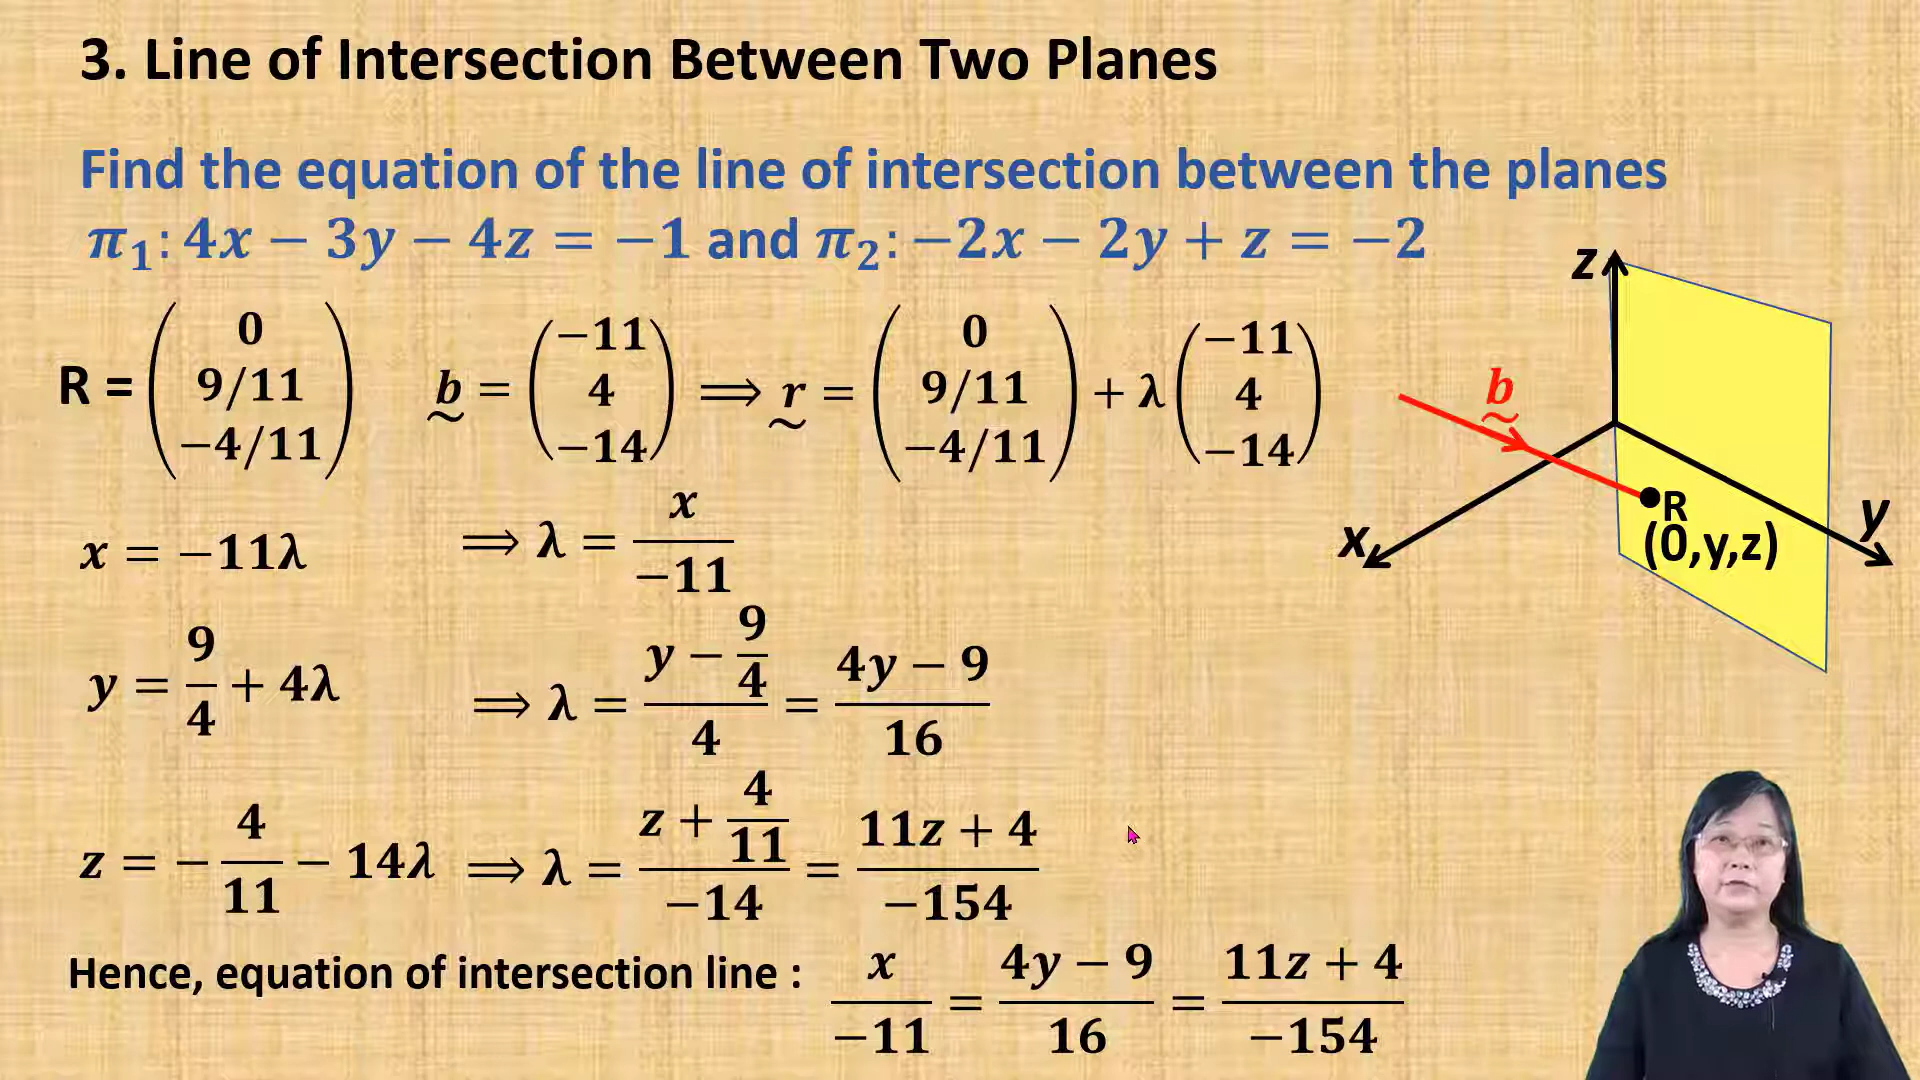 3. Line of Intersection Between Two Planes
Find the equation of the line of intersection between the planes
π₁: 4x − 3y − 4z = −1 and π₂: −2x − 2y + z = −2
R = (0, 9/11, −4/11) b = (−11, 4, −14) ⟹ r = (0, 9/11, −4/11) + λ (−11, 4, −14)
x = −11λ ⟹ λ = x/−11
y = 9/4 + 4λ ⟹ λ = (y − 9/4)/4 = (4y − 9)/16
z = −4/11 − 14λ ⟹ λ = (z + 4/11)/−14 = (11z + 4)/−154
Hence, equation of intersection line : x/−11 = (4y − 9)/16 = (11z + 4)/−154
z
b
R
(0,y,z)
x
y